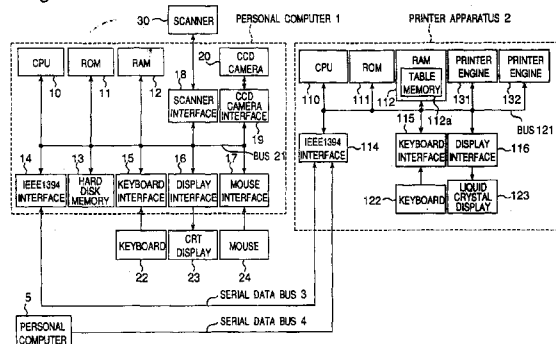 30
SCANNER
PERSONAL COMPUTER 1
PRINTER APPARATUS 2
20
CCD
CAMERA
CPU
ROM
RAM
10
11
12
18
SCANNER
INTERFACE
CCD
CAMERA
INTERFACE
19
CPU
ROM
RAM
TABLE
MEMORY
PRINTER
ENGINE
PRINTER
ENGINE
110
111
112
112a
131
132
BUS 21
BUS 121
14
13
15
16
17
IEEE1394
INTERFACE
HARD
DISK
MEMORY
KEYBOARD
INTERFACE
DISPLAY
INTERFACE
MOUSE
INTERFACE
IEEE1394
INTERFACE
114
115
KEYBOARD
INTERFACE
DISPLAY
INTERFACE
116
KEYBOARD
CRT
DISPLAY
MOUSE
22
23
24
122
KEYBOARD
LIQUID
CRYSTAL
DISPLAY
123
SERIAL DATA BUS 3
5
SERIAL DATA BUS 4
PERSONAL
COMPUTER